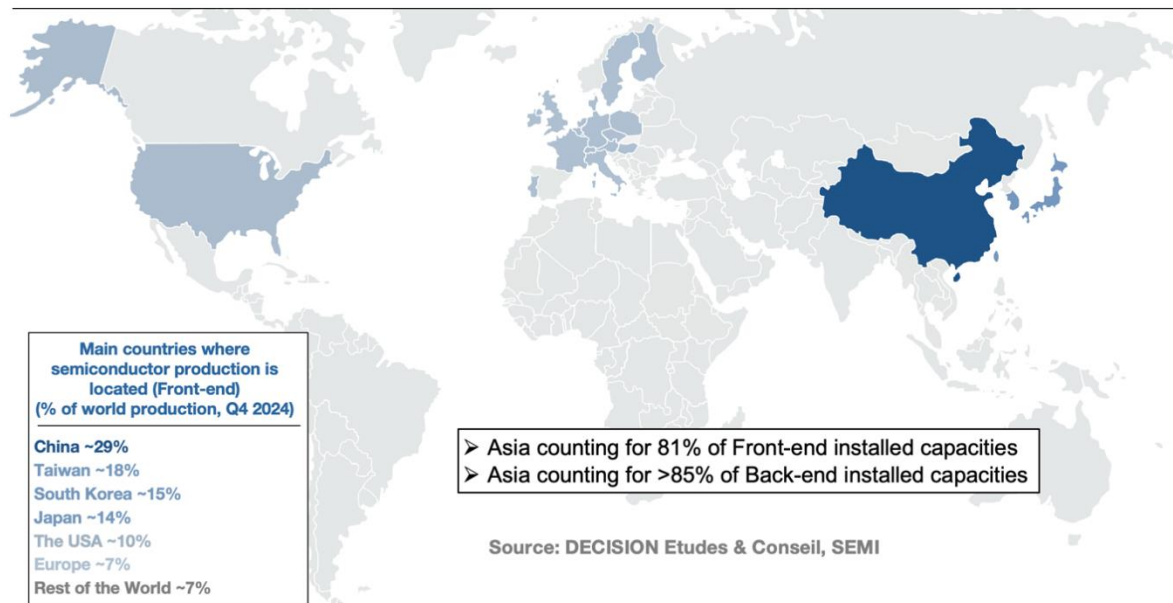 Main countries where
semiconductor production is
located (Front-end)
(% of world production, Q4 2024)
China ~29%
Taiwan ~18%
South Korea ~15%
Japan ~14%
The USA ~10%
Europe ~7%
Rest of the World ~7%
➢ Asia counting for 81% of Front-end installed capacities
➢ Asia counting for >85% of Back-end installed capacities
Source: DECISION Etudes & Conseil, SEMI